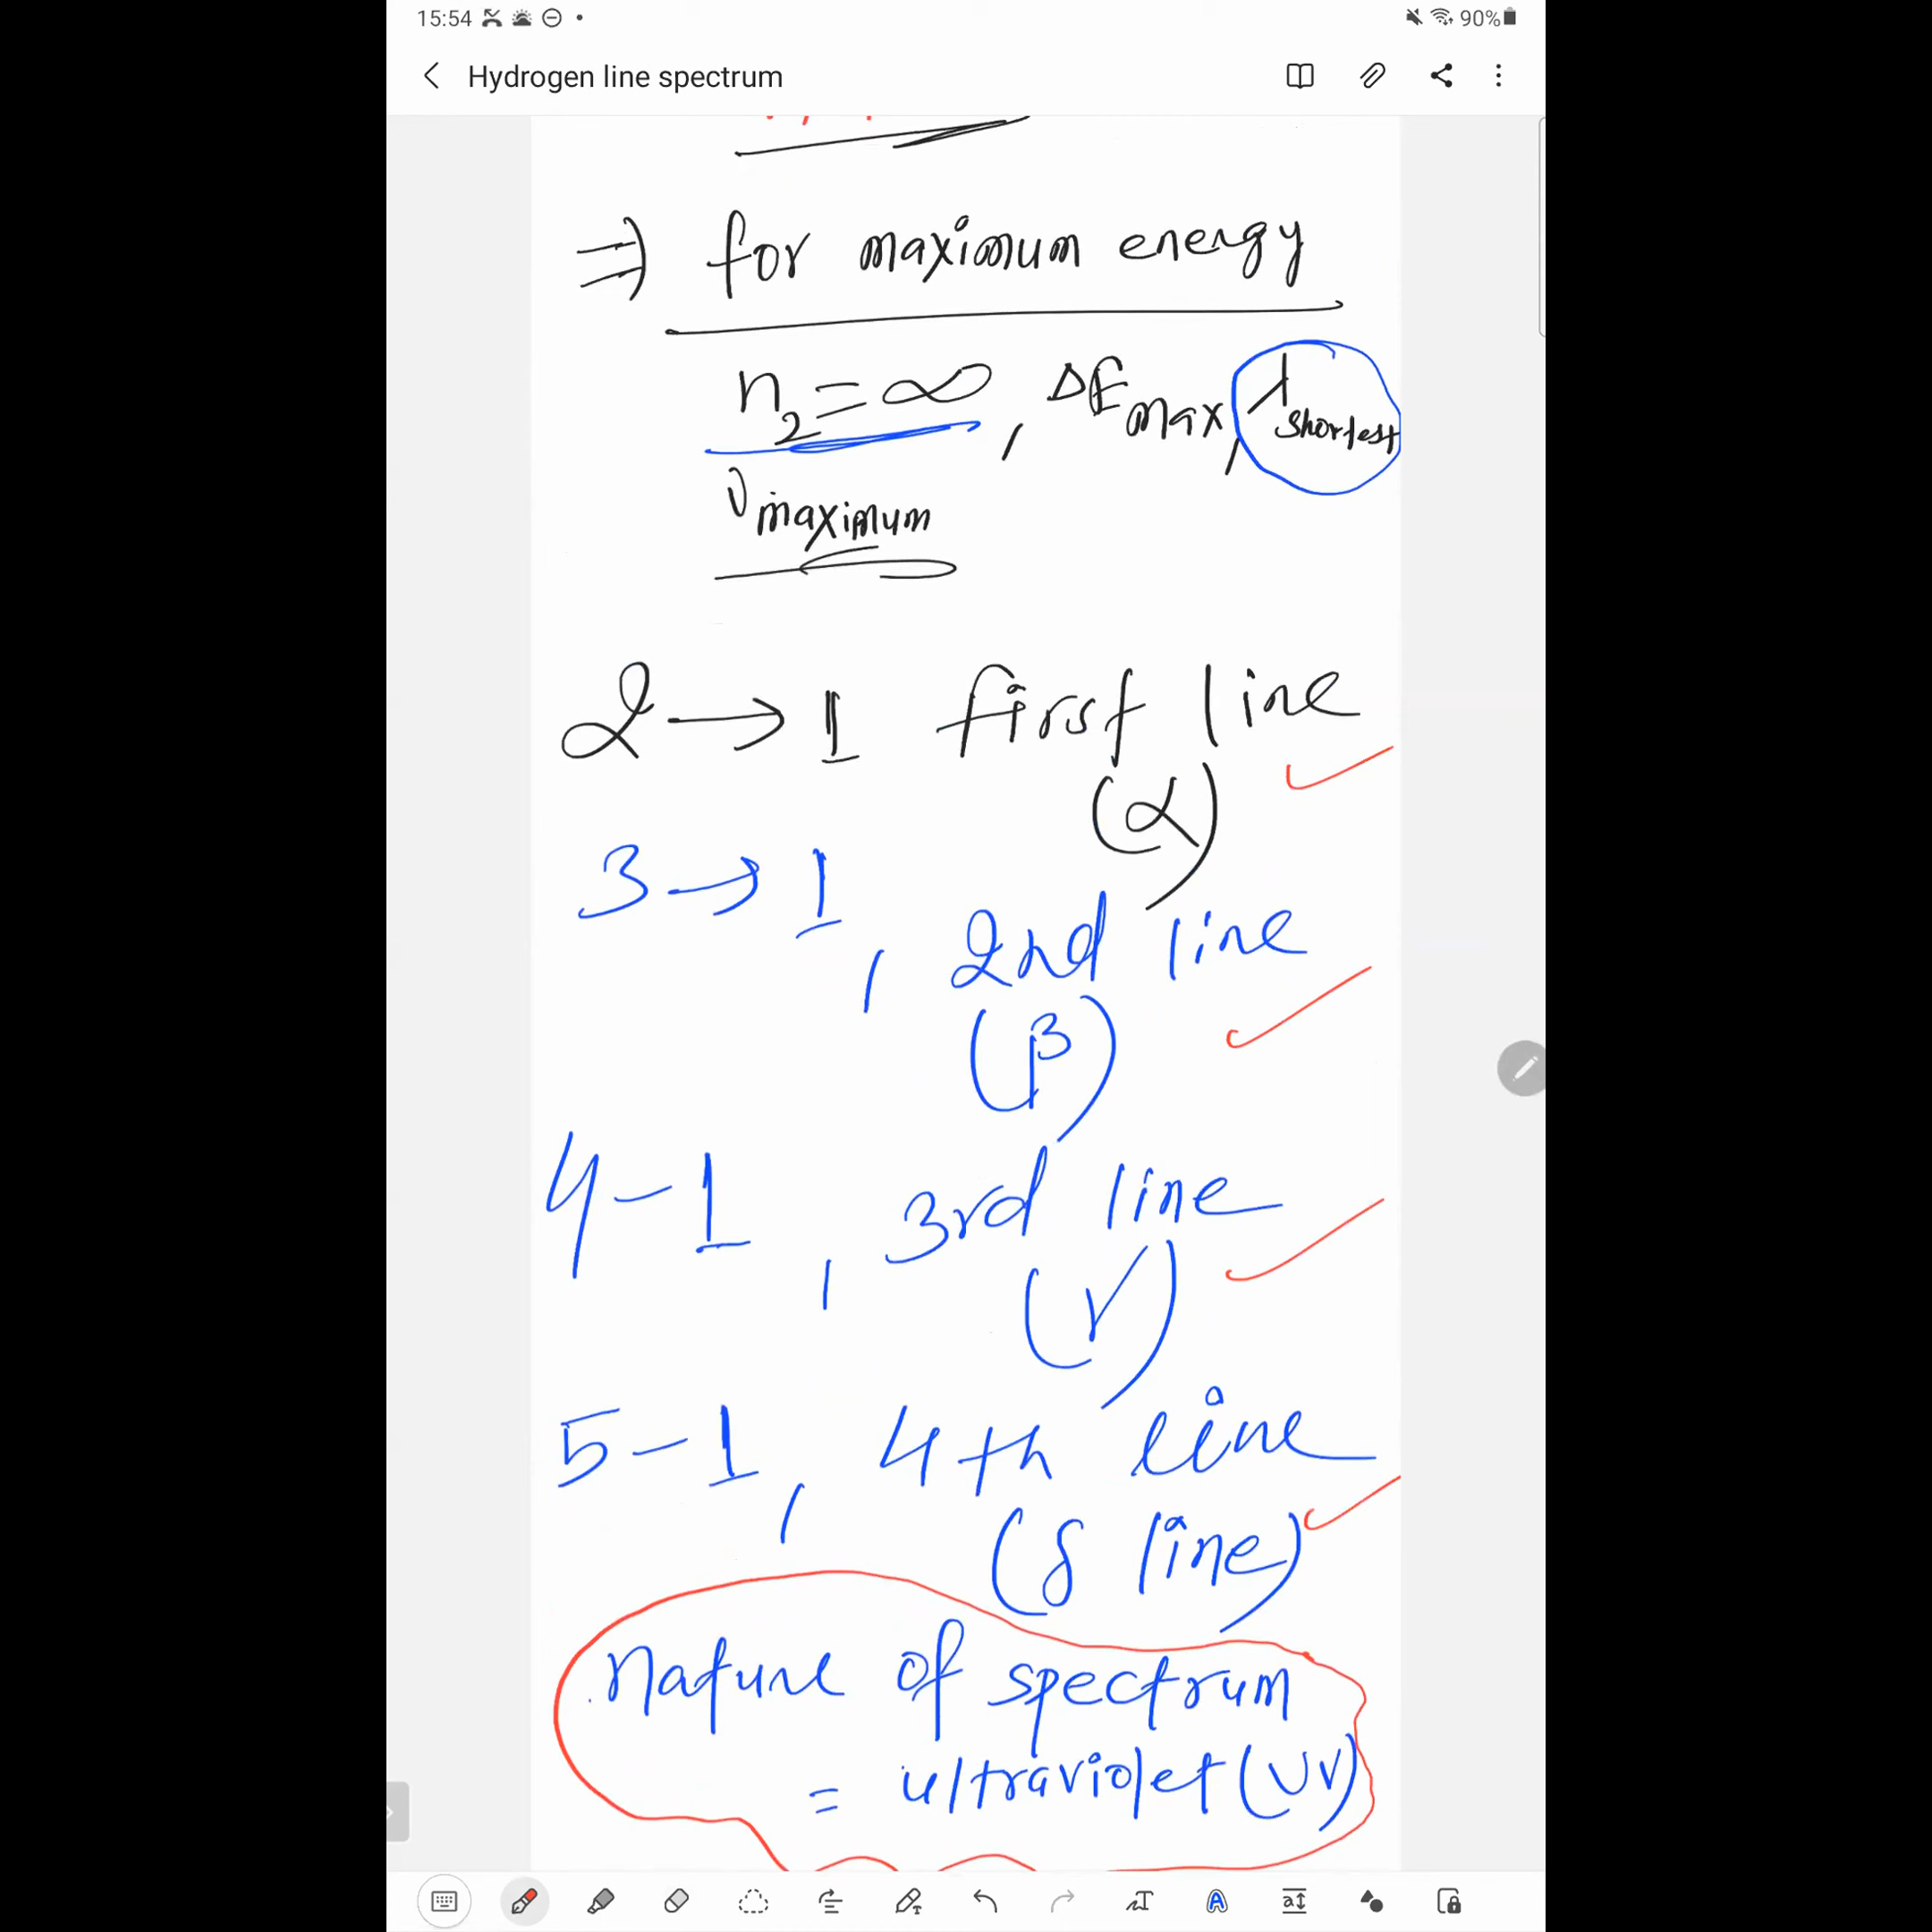 15:54
90%
Hydrogen line spectrum
⇒ for maximum energy
n₂ = ∞, ΔE max, λ shortest
ν maximum
2 → 1 first line
(α)
3 → 1, 2nd line
(β)
4 - 1, 3rd line
(γ)
5 - 1, 4th line
(δ line)
Nature of spectrum
= ultraviolet (UV)